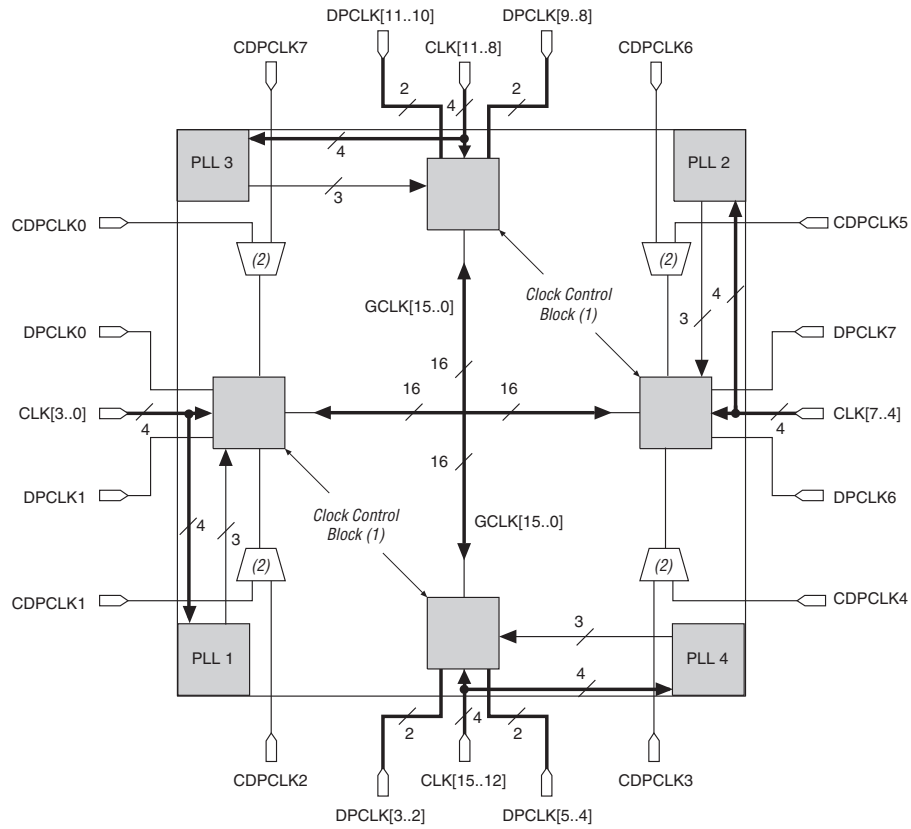 DPCLK[11..10]
DPCLK[9..8]
CDPCLK7
CLK[11..8]
CDPCLK6
2
4
2
4
PLL 3
PLL 2
3
CDPCLK0
CDPCLK5
(2)
(2)
GCLK[15..0]
Clock Control
Block (1)
4
3
DPCLK0
DPCLK7
16
16
16
CLK[3..0]
4
CLK[7..4]
4
16
DPCLK1
DPCLK6
4
3
Clock Control
Block (1)
GCLK[15..0]
(2)
(2)
CDPCLK1
CDPCLK4
3
PLL 1
PLL 4
4
2
4
2
CDPCLK2
CLK[15..12]
CDPCLK3
DPCLK[3..2]
DPCLK[5..4]